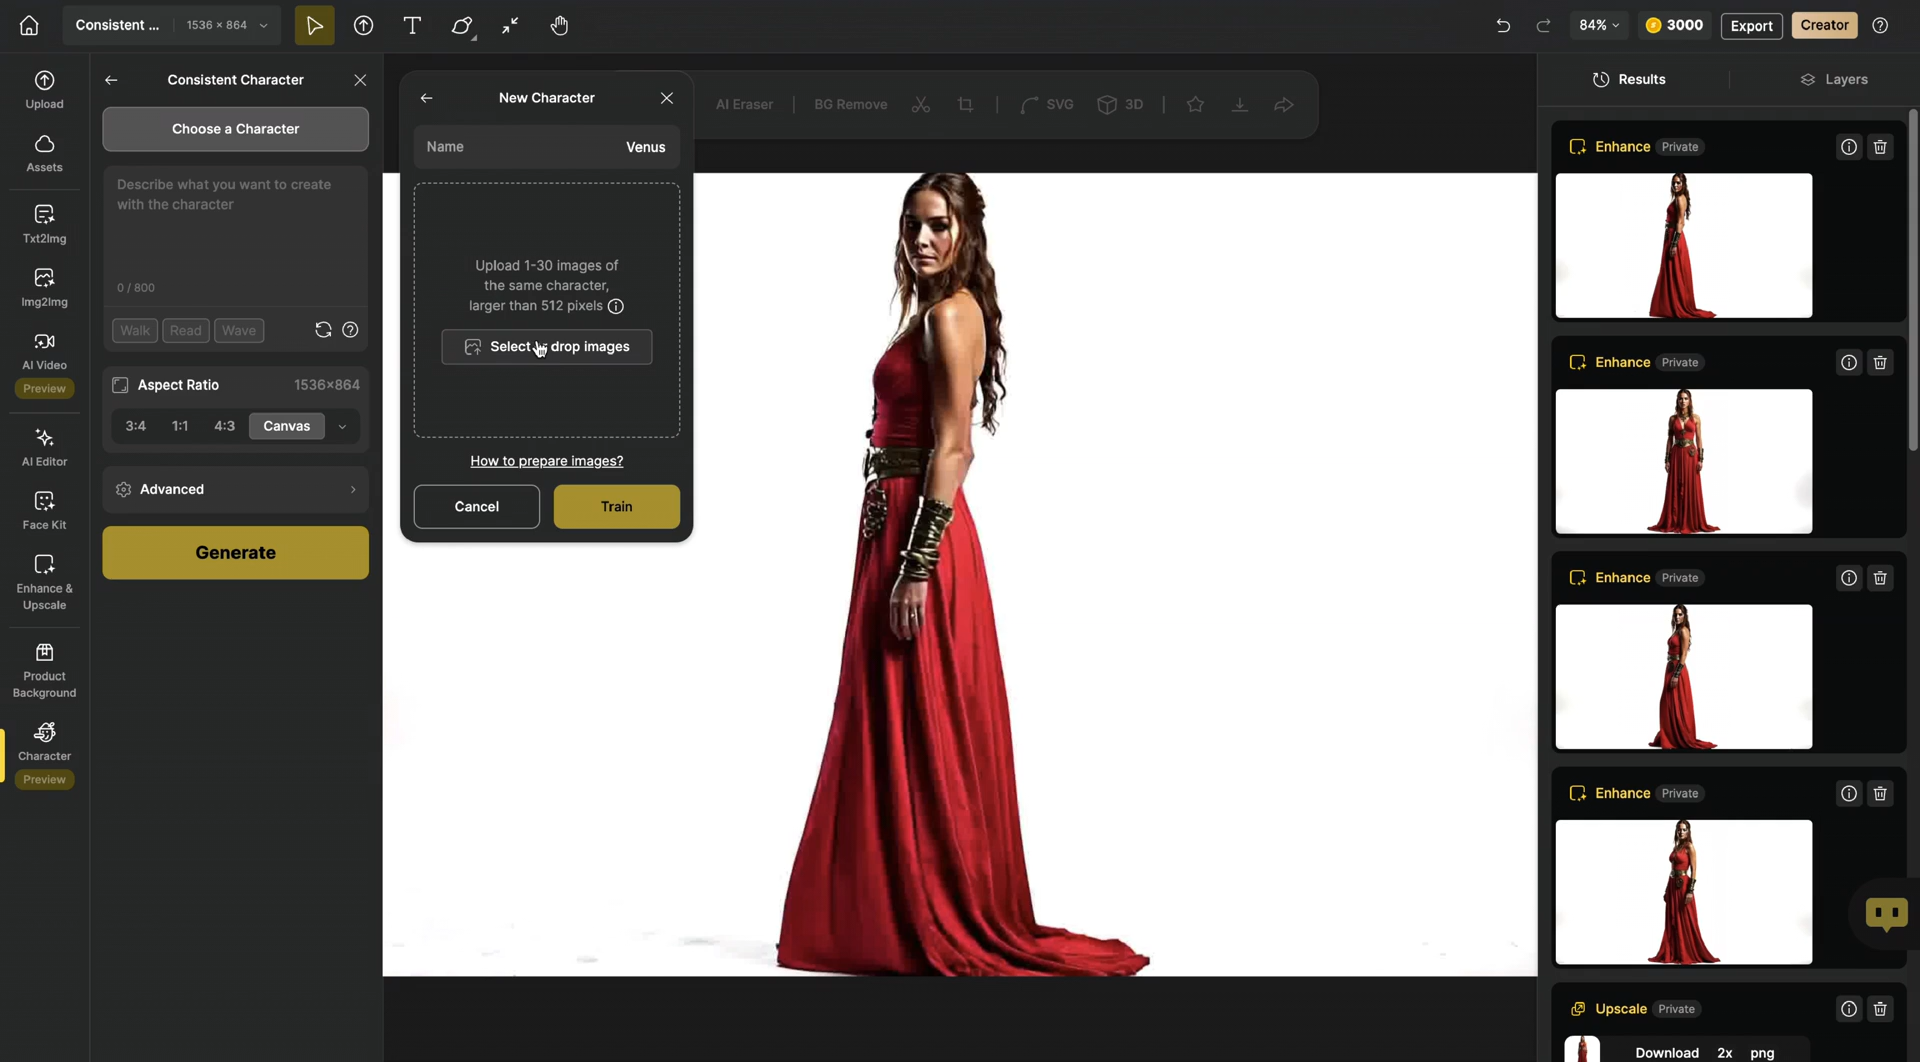 Consistent ...
1536 × 864
84%
3000
Export
Creator
Upload
Assets
Txt2Img
Img2Img
AI Video
Preview
AI Editor
Face Kit
Enhance &
Upscale
Product
Background
Character
Preview
Consistent Character
Choose a Character
Describe what you want to create
with the character
0 / 800
Walk
Read
Wave
Aspect Ratio
1536×864
3:4
1:1
4:3
Canvas
Advanced
Generate
New Character
Name
Venus
Upload 1-30 images of
the same character,
larger than 512 pixels
Select or drop images
How to prepare images?
Cancel
Train
AI Eraser
BG Remove
SVG
3D
Results
Layers
Enhance
Private
Enhance
Private
Enhance
Private
Enhance
Private
Upscale
Private
Download
2x
png